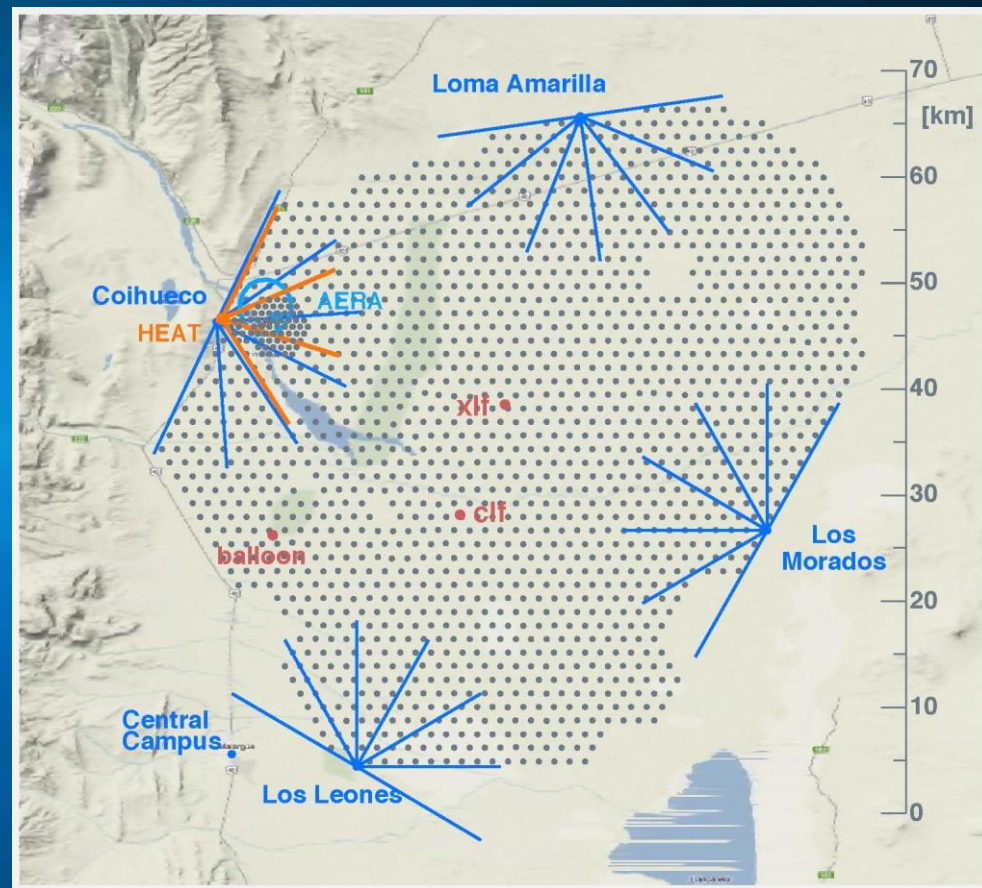 Loma Amarilla
70
[km]
60
Coihueco
AERA
50
HEAT
40
xlf
30
clf
balloon
Los
Morados
20
Central
Campus
10
Los Leones
0